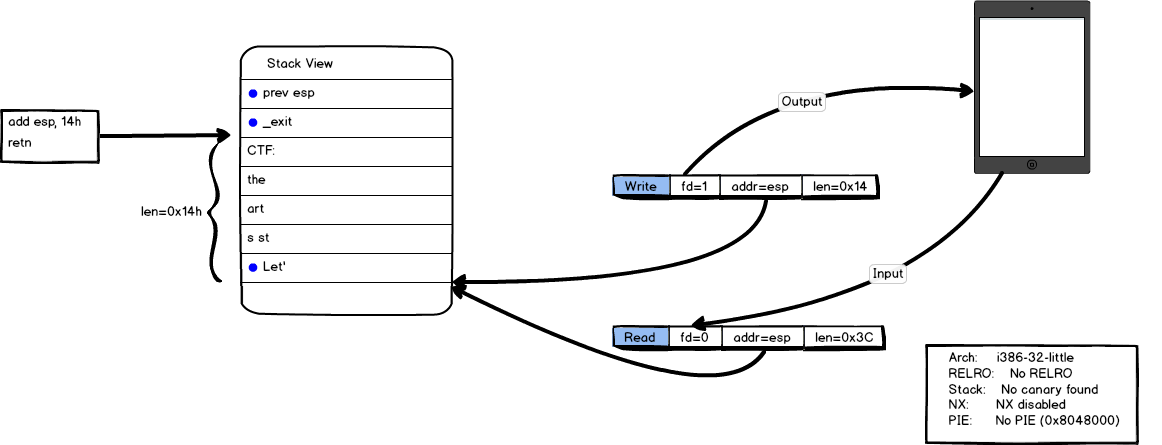 Stack View
prev esp
_exit
CTF:
the
art
s st
Let'
add esp, 14h
retn
len=0x14h
Output
Write fd=1 addr=esp len=0x14
Input
Read fd=0 addr=esp len=0x3C
Arch: i386-32-little
RELRO: No RELRO
Stack: No canary found
NX: NX disabled
PIE: No PIE (0x8048000)